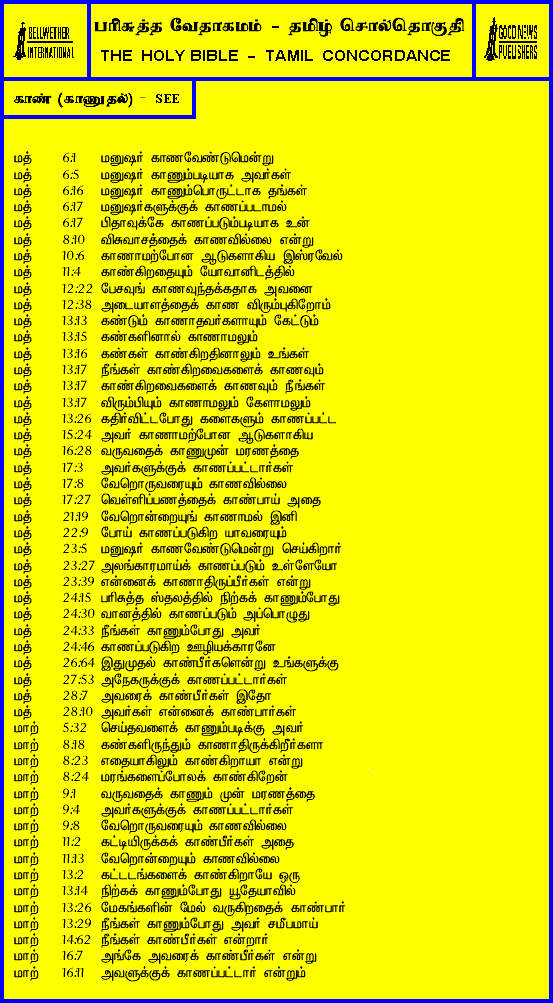 BELLWETHER
INTERNATIONAL
பரிசுத்த வேதாகமம் - தமிழ் சொல்தொகுதி
THE HOLY BIBLE - TAMIL CONCORDANCE
GOOD NEWS
PUBLISHERS
காண் (காணுதல்) - SEE
மத் 6:1 மனுஷர் காணவேண்டுமென்று
மத் 6:5 மனுஷர் காணும்படியாக அவர்கள்
மத் 6:16 மனுஷர் காணும்பொருட்டாக தங்கள்
மத் 6:17 மனுஷர்களுக்குக் காணப்படாமல்
மத் 6:17 பிதாவுக்கே காணப்படும்படியாக உன்
மத் 8:10 விசுவாசத்தைக் காணவில்லை என்று
மத் 10:6 காணாமற்போன ஆடுகளாகிய இஸ்ரவேல்
மத் 11:4 காண்கிறதையும் யோவானிடத்தில்
மத் 12:22 பேசவுங் காணவுந்தக்கதாக அவனை
மத் 12:38 அடையாளத்தைக் காண விரும்புகிறோம்
மத் 13:13 கண்டும் காணாதவர்களாயும் கேட்டும்
மத் 13:15 கண்களினால் காணாமலும்
மத் 13:16 கண்கள் காண்கிறதினாலும் உங்கள்
மத் 13:17 நீங்கள் காண்கிறவைகளைக் காணவும்
மத் 13:17 காண்கிறவைகளைக் காணவும் நீங்கள்
மத் 13:17 விரும்பியும் காணாமலும் கேளாமலும்
மத் 13:26 கதிர்விட்டபோது களைகளும் காணப்பட்ட
மத் 15:24 அவர் காணாமற்போன ஆடுகளாகிய
மத் 16:28 வருவதைக் காணுமுன் மரணத்தை
மத் 17:3 அவர்களுக்குக் காணப்பட்டார்கள்
மத் 17:8 வேறொருவரையும் காணவில்லை
மத் 17:27 வெள்ளிப்பணத்தைக் காண்பாய் அதை
மத் 21:19 வேறொன்றையுங் காணாமல் இனி
மத் 22:9 போய் காணப்படுகிற யாவரையும்
மத் 23:5 மனுஷர் காணவேண்டுமென்று செய்கிறார்
மத் 23:27 அலங்காரமாய்க் காணப்படும் உள்ளேயோ
மத் 23:39 என்னைக் காணாதிருப்பீர்கள் என்று
மத் 24:15 பரிசுத்த ஸ்தலத்தில் நிற்கக் காணும்போது
மத் 24:30 வானத்தில் காணப்படும் அப்பொழுது
மத் 24:33 நீங்கள் காணும்போது அவர்
மத் 24:46 காணப்படுகிற ஊழியக்காரனே
மத் 26:64 இதுமுதல் காண்பீர்களென்று உங்களுக்கு
மத் 27:53 அநேகருக்குக் காணப்பட்டார்கள்
மத் 28:7 அவரைக் காண்பீர்கள் இதோ
மத் 28:10 அவர்கள் என்னைக் காண்பார்கள்
மாற் 5:32 செய்தவளைக் காணும்படிக்கு அவர்
மாற் 8:18 கண்களிருந்தும் காணாதிருக்கிறீர்களா
மாற் 8:23 எதையாகிலும் காண்கிறாயா என்று
மாற் 8:24 மரங்களைப்போலக் காண்கிறேன்
மாற் 9:1 வருவதைக் காணும் முன் மரணத்தை
மாற் 9:4 அவர்களுக்குக் காணப்பட்டார்கள்
மாற் 9:8 வேறொருவரையும் காணவில்லை
மாற் 11:2 கட்டியிருக்கக் காண்பீர்கள் அதை
மாற் 11:13 வேறொன்றையும் காணவில்லை
மாற் 13:2 கட்டடங்களைக் காண்கிறாயே ஒரு
மாற் 13:14 நிற்கக் காணும்போது யூதேயாவில்
மாற் 13:26 மேகங்களின் மேல் வருகிறதைக் காண்பார்
மாற் 13:29 நீங்கள் காணும்போது அவர் சமீபமாய்
மாற் 14:62 நீங்கள் காண்பீர்கள் என்றார்
மாற் 16:7 அங்கே அவரைக் காண்பீர்கள் என்று
மாற் 16:11 அவளுக்குக் காணப்பட்டார் என்றும்